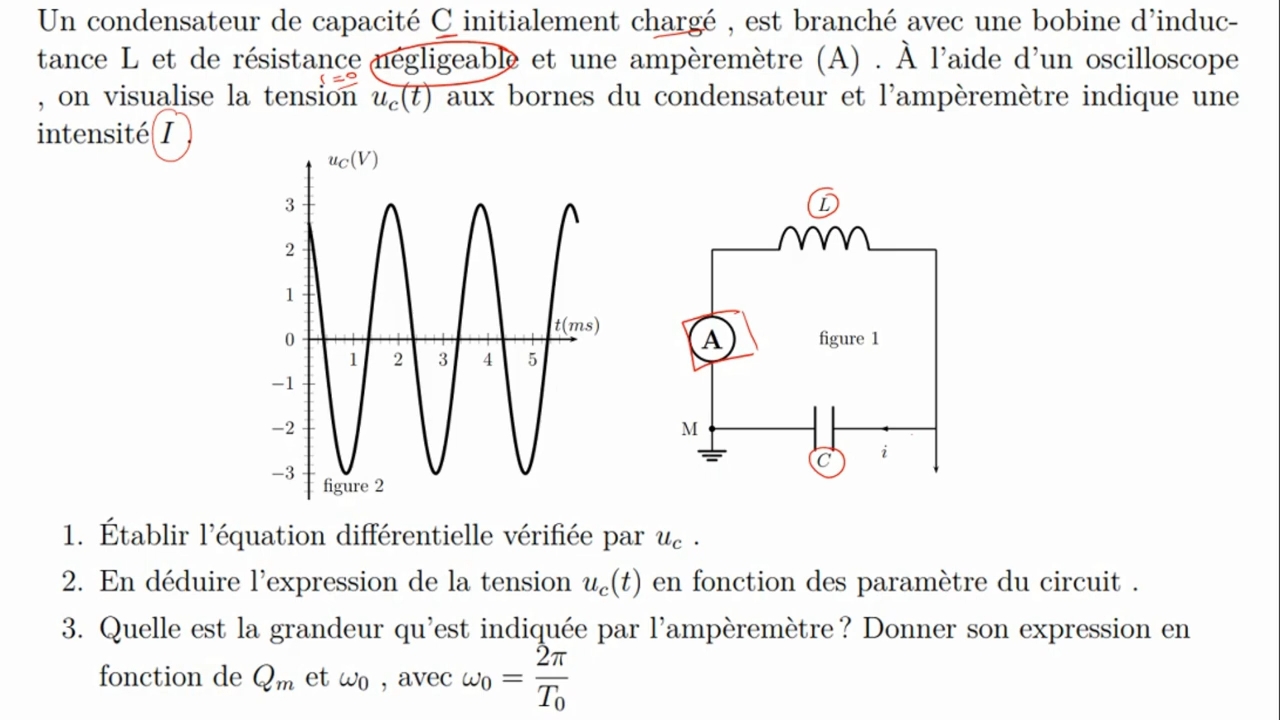 Un condensateur de capacité C initialement chargé , est branché avec une bobine d'induc-
tance L et de résistance négligeable et une ampèremètre (A) . À l'aide d'un oscilloscope
r=0
, on visualise la tension u_c(t) aux bornes du condensateur et l'ampèremètre indique une
intensité I .
u_C(V)
3
2
1
0
−1
−2
−3
1 2 3 4 5
t(ms)
figure 2
L
A
figure 1
M
C
i
1. Établir l'équation différentielle vérifiée par u_c .
2. En déduire l'expression de la tension u_c(t) en fonction des paramètre du circuit .
3. Quelle est la grandeur qu'est indiquée par l'ampèremètre ? Donner son expression en
fonction de Q_m et ω_0 , avec ω_0 = 2π/T_0